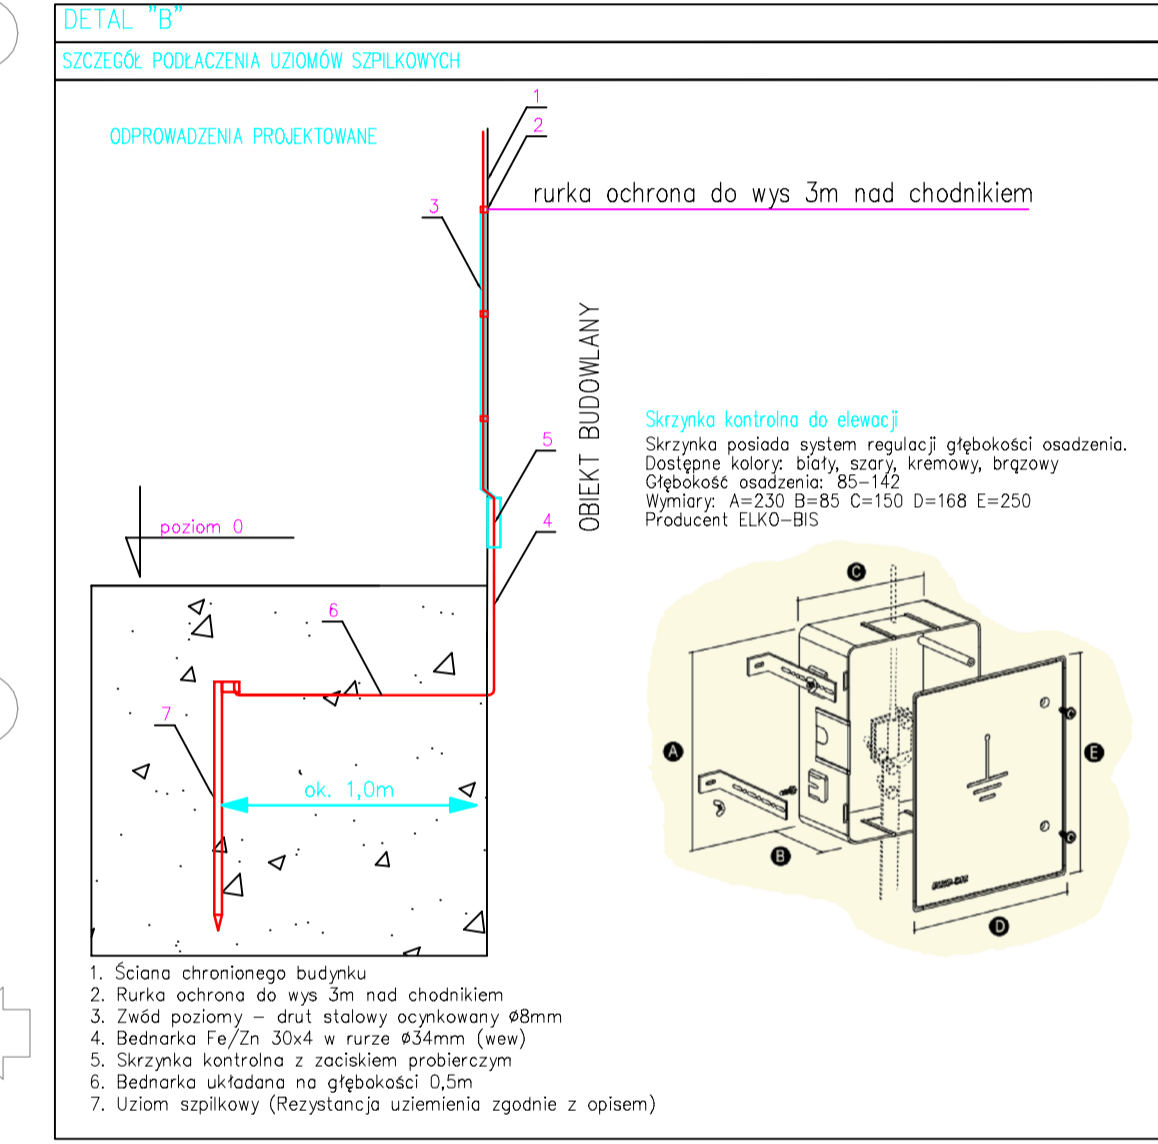 DETAL "B"
SZCZEGÓŁ PODŁACZENIA UZIOMÓW SZPILKOWYCH
ODPROWADZENIA PROJEKTOWANE
1
2
rurka ochrona do wys 3m nad chodnikiem
3
OBIEKT BUDOWLANY
5
4
poziom 0
6
7
ok. 1,0m
Skrzynka kontrolna do elewacji
Skrzynka posiada system regulacji głębokości osadzenia.
Dostępne kolory: biały, szary, kremowy, brązowy
Głębokość osadzenia: 85-142
Wymiary: A=230 B=85 C=150 D=168 E=250
Producent ELKO-BIS
C
A
E
B
D
1. Ściana chronionego budynku
2. Rurka ochrona do wys 3m nad chodnikiem
3. Zwód poziomy – drut stalowy ocynkowany ø8mm
4. Bednarka Fe/Zn 30x4 w rurze ø34mm (wew)
5. Skrzynka kontrolna z zaciskiem probierczym
6. Bednarka układana na głębokości 0,5m
7. Uziom szpilkowy (Rezystancja uziemienia zgodnie z opisem)